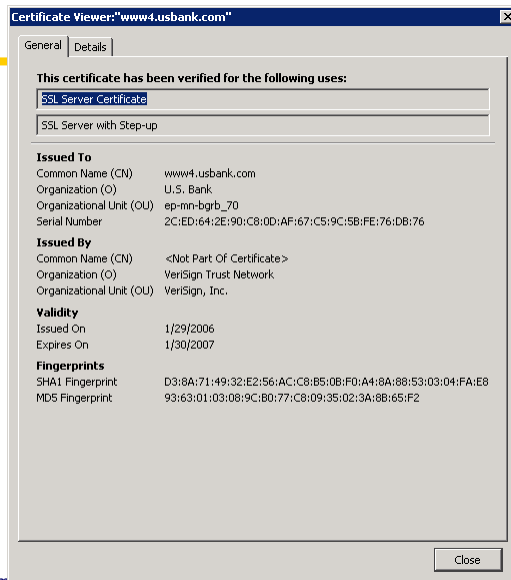 Certificate Viewer:"www4.usbank.com"
General Details
This certificate has been verified for the following uses:
SSL Server Certificate
SSL Server with Step-up
Issued To
Common Name (CN) www4.usbank.com
Organization (O) U.S. Bank
Organizational Unit (OU) ep-mn-bgrb_70
Serial Number 2C:ED:64:2E:90:C8:0D:AF:67:C5:9C:5B:FE:76:DB:76
Issued By
Common Name (CN) <Not Part Of Certificate>
Organization (O) VeriSign Trust Network
Organizational Unit (OU) VeriSign, Inc.
Validity
Issued On 1/29/2006
Expires On 1/30/2007
Fingerprints
SHA1 Fingerprint D3:8A:71:49:32:E2:56:AC:C8:B5:0B:F0:A4:8A:88:53:03:04:FA:E8
MD5 Fingerprint 93:63:01:03:08:9C:B0:77:C8:09:35:02:3A:8B:65:F2
Close